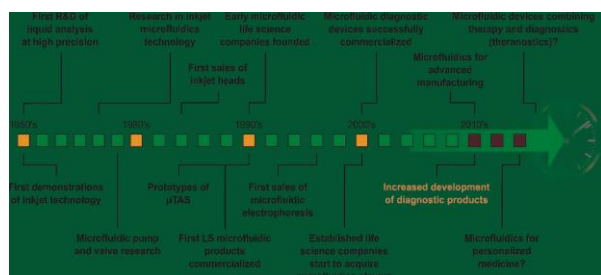 First R&D of
liquid analysis
at high precision
Research in inkjet
microfluidics
technology
Early microfluidic
life science
companies founded
Microfluidic diagnostic
devices successfully
commercialized
Microfluidic devices combining
therapy and diagnostics
(theranostics)?
First sales of
inkjet heads
Microfluidics for
advanced
manufacturing
1950's
1980's
1990's
2000's
2010's
First demonstrations
of inkjet technology
Prototypes of
µTAS
First sales of
microfluidic
electrophoresis
Increased development
of diagnostic products
Microfluidic pump
and valve research
First LS microfluidic
products
commercialized
Established life
science companies
start to acquire
Microfluidics for
personalized
medicine?